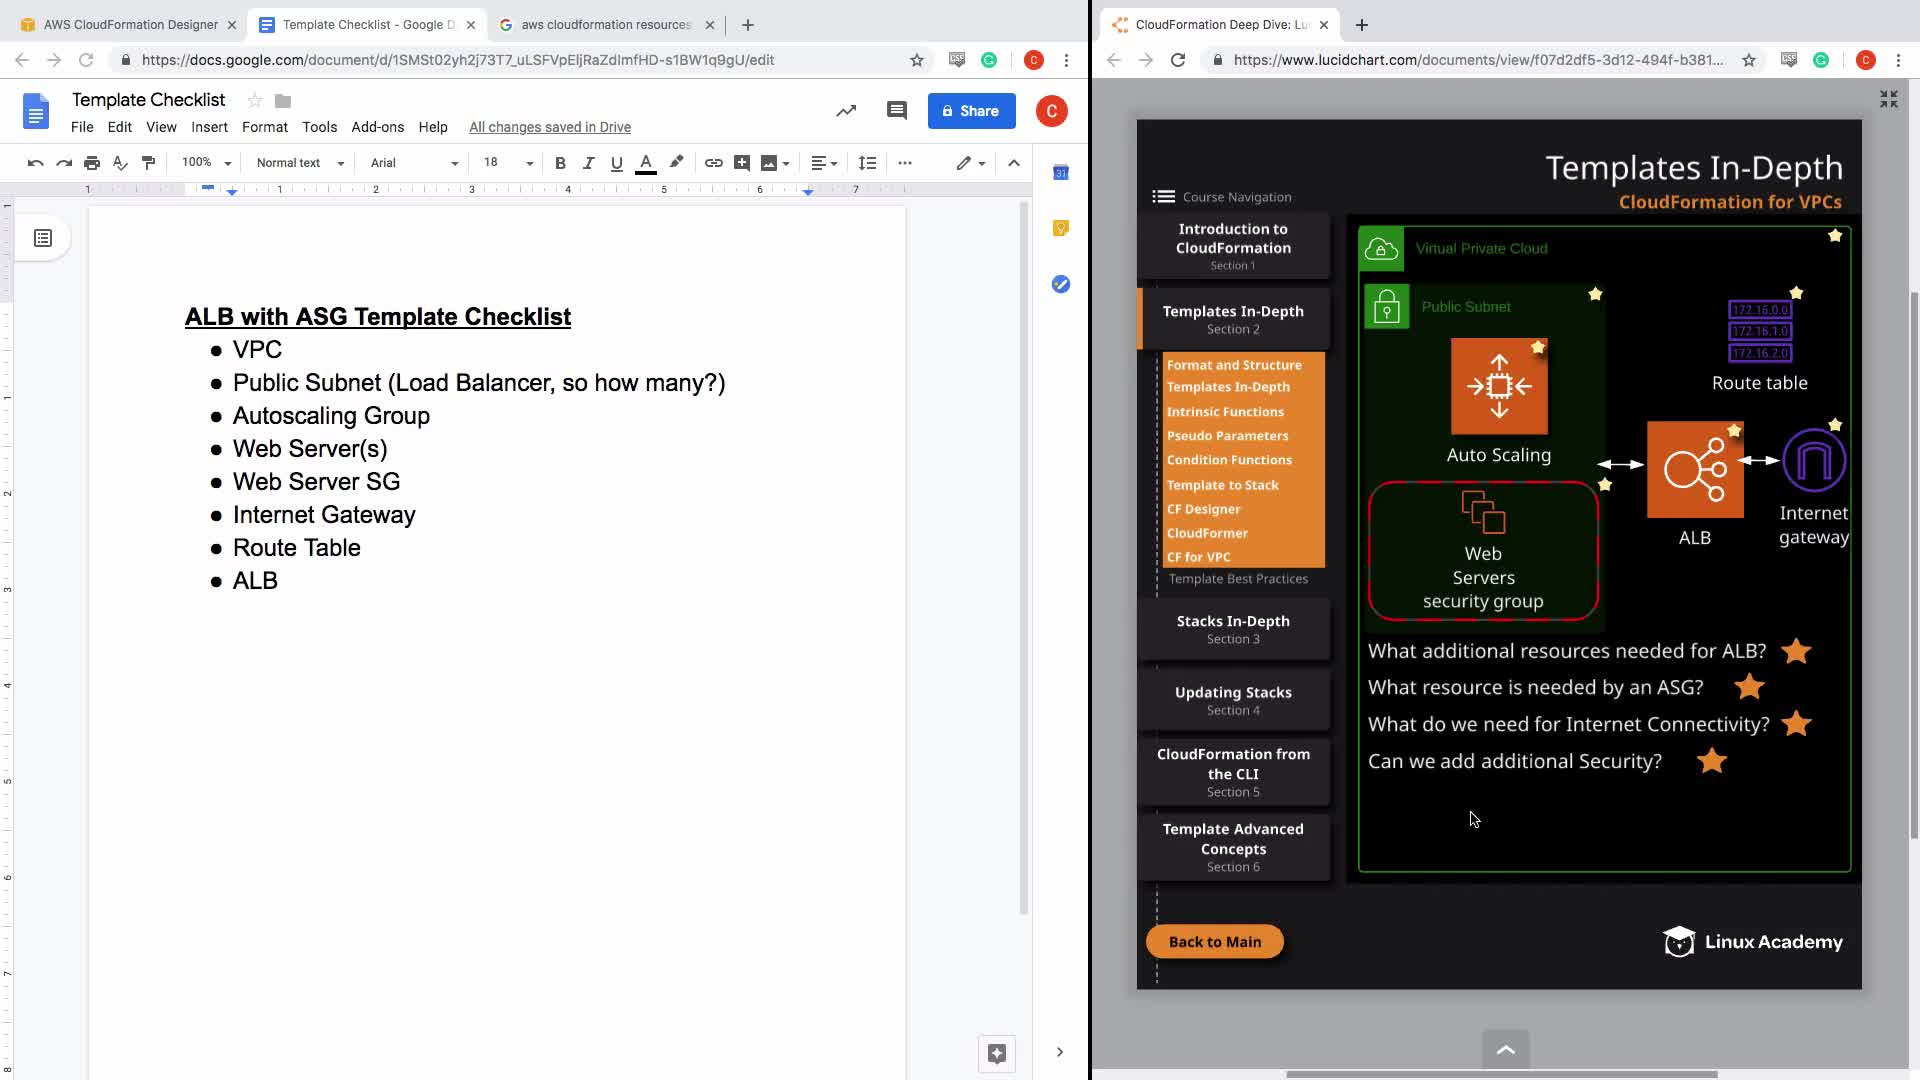 AWS CloudFormation Designer
Template Checklist - Google D
aws cloudformation resources
https://docs.google.com/document/d/1SMSt02yh2j73T7_uLSFVpEljRaZdImfHD-s1BW1q9gU/edit
Template Checklist
File Edit View Insert Format Tools Add-ons Help All changes saved in Drive
Share
C
100% Normal text Arial 18 B I U A
1 1 2 3 4 5 6 7
ALB with ASG Template Checklist
● VPC
● Public Subnet (Load Balancer, so how many?)
● Autoscaling Group
● Web Server(s)
● Web Server SG
● Internet Gateway
● Route Table
● ALB
CloudFormation Deep Dive: Lu
https://www.lucidchart.com/documents/view/f07d2df5-3d12-494f-b381...
Templates In-Depth
CloudFormation for VPCs
Course Navigation
Introduction to
CloudFormation
Section 1
Templates In-Depth
Section 2
Format and Structure
Templates In-Depth
Intrinsic Functions
Pseudo Parameters
Condition Functions
Template to Stack
CF Designer
CloudFormer
CF for VPC
Template Best Practices
Stacks In-Depth
Section 3
Updating Stacks
Section 4
CloudFormation from
the CLI
Section 5
Template Advanced
Concepts
Section 6
Back to Main
Virtual Private Cloud
Public Subnet
Auto Scaling
Web
Servers
security group
172.16.0.0
172.16.1.0
172.16.2.0
Route table
ALB
Internet
gateway
What additional resources needed for ALB?
What resource is needed by an ASG?
What do we need for Internet Connectivity?
Can we add additional Security?
Linux Academy